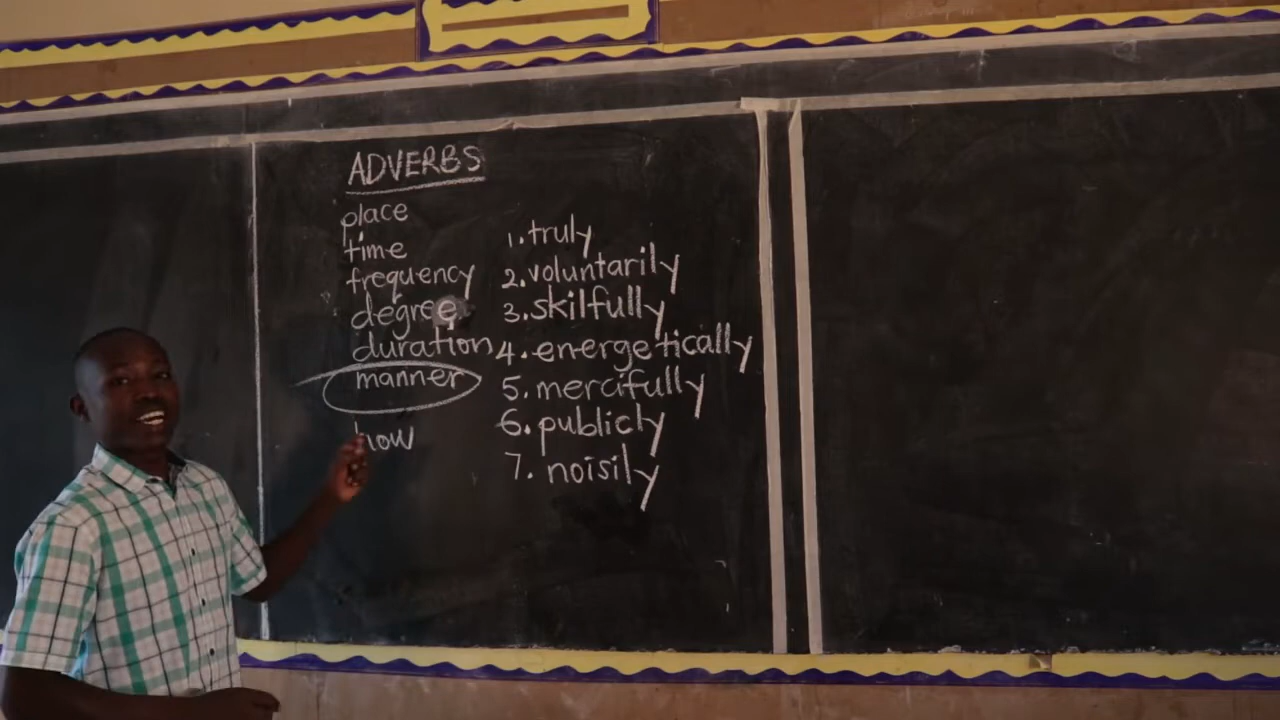 ADVERBS
place
time
frequency
degree
duration
manner
how
1. truly
2. voluntarily
3. skilfully
4. energetically
5. mercifully
6. publicly
7. noisily